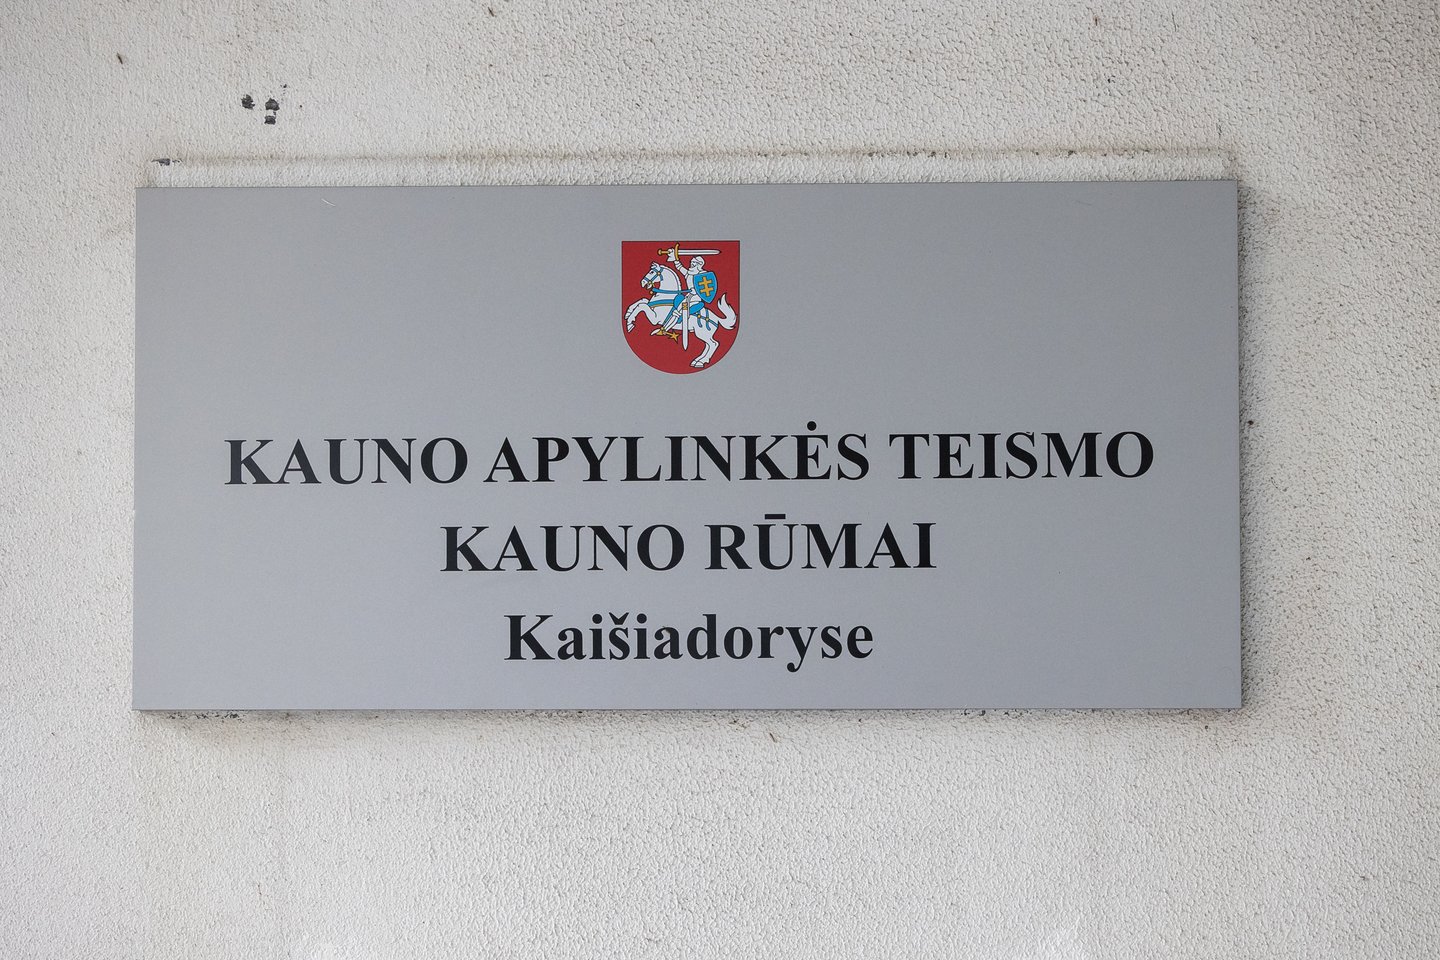 KAUNO APYLINKĖS TEISMO
KAUNO RŪMAI
Kaišiadoryse